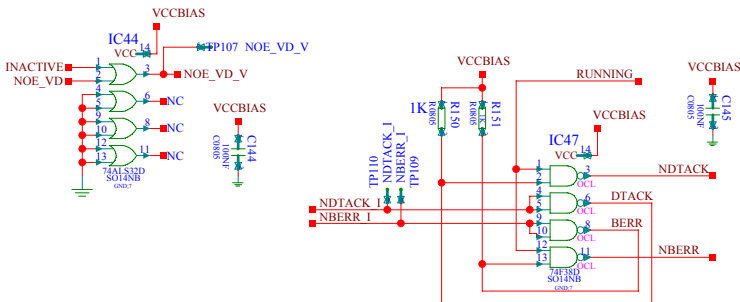 VCCBIAS
IC44
VCC
14
TP107 NOE_VD_V
INACTIVE
1
NOE_VD
2
3
NOE_VD_V
4
5
6
NC
9
10
8
NC
12
13
11
NC
74ALS32D
SO14NB
GND;7
VCCBIAS
C144
100NF
C0805
VCCBIAS
1K
R150
R0805
R151
1K
R0805
RUNNING
VCCBIAS
C145
100NF
C0805
VCCBIAS
IC47
VCC
14
TP110
NDTACK_I
NBERR_I
TP109
NDTACK_I
NBERR_I
1
2
3
OCL
NDTACK
4
5
6
OCL
DTACK
9
10
8
OCL
BERR
12
13
11
OCL
NBERR
74F38D
SO14NB
GND;7